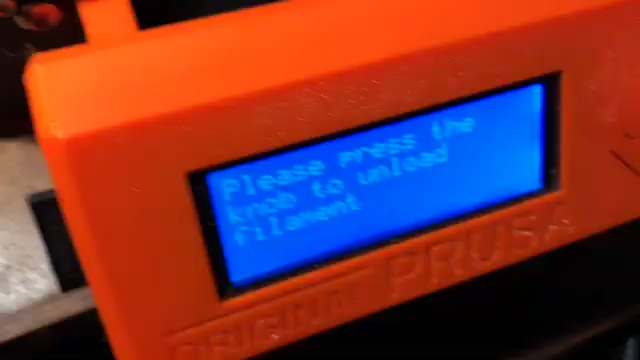 Please press the
knob to unload
filament
ORIGINAL PRUSA